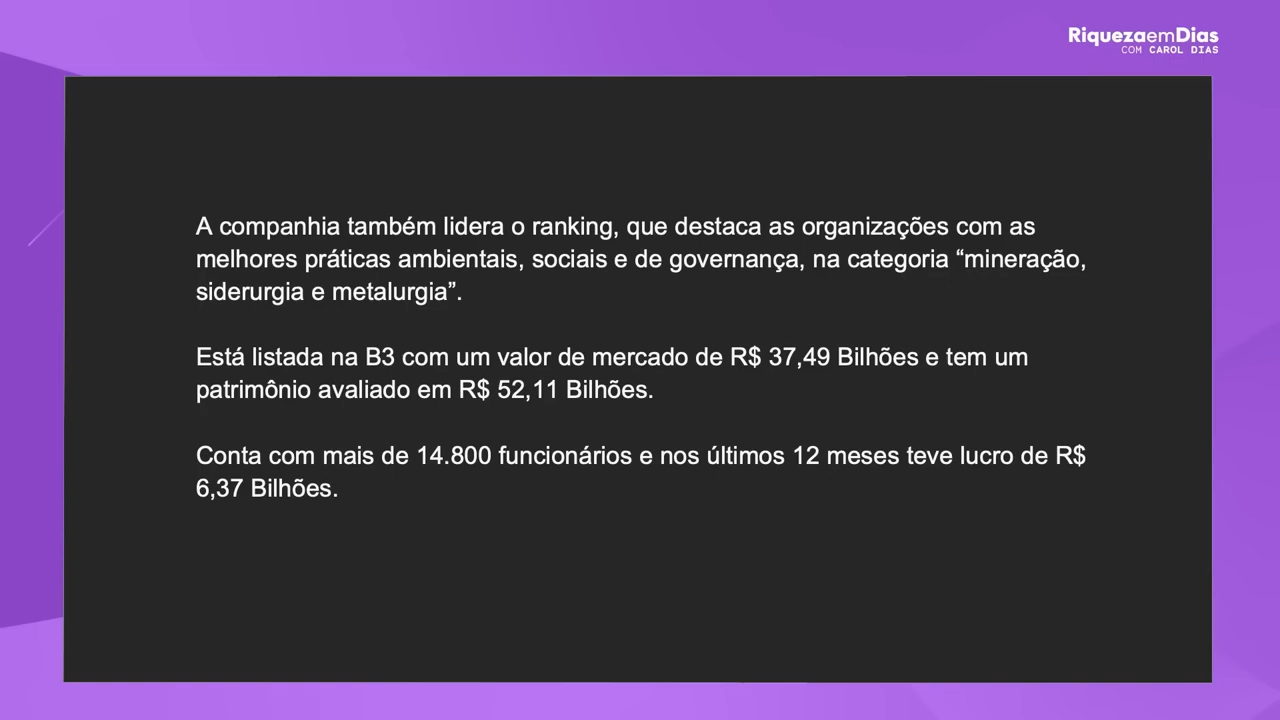 RiquezaemDias
COM CAROL DIAS
A companhia também lidera o ranking, que destaca as organizações com as
melhores práticas ambientais, sociais e de governança, na categoria “mineração,
siderurgia e metalurgia”.
Está listada na B3 com um valor de mercado de R$ 37,49 Bilhões e tem um
patrimônio avaliado em R$ 52,11 Bilhões.
Conta com mais de 14.800 funcionários e nos últimos 12 meses teve lucro de R$
6,37 Bilhões.